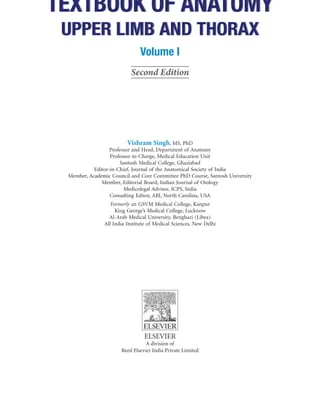 TEXTBOOK OF ANATOMY
UPPER LIMB AND THORAX
Volume I
Second Edition
Vishram Singh, MS, PhD
Professor and Head, Department of Anatomy
Professor-in-Charge, Medical Education Unit
Santosh Medical College, Ghaziabad
Editor-in-Chief, Journal of the Anatomical Society of India
Member, Academic Council and Core Committee PhD Course, Santosh University
Member, Editorial Board, Indian Journal of Otology
Medicolegal Advisor, ICPS, India
Consulting Editor, ABI, North Carolina, USA
Formerly at: GSVM Medical College, Kanpur
King George's Medical College, Lucknow
Al-Arab Medical University, Benghazi (Libya)
All India Institute of Medical Sciences, New Delhi
ELSEVIER
ELSEVIER
A division of
Reed Elsevier India Private Limited